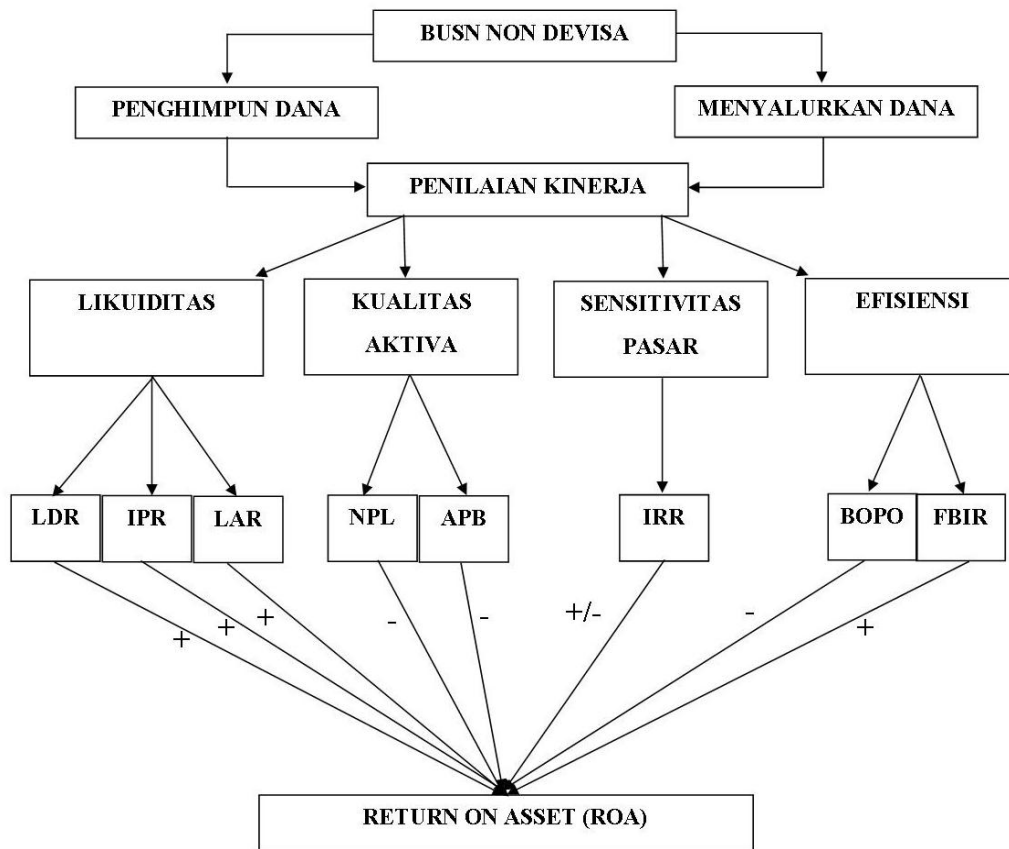 BUSN NON DEVISA
PENGHIMPUN DANA
MENYALURKAN DANA
PENILAIAN KINERJA
LIKUIDITAS
KUALITAS
AKTIVA
SENSITIVITAS
PASAR
EFISIENSI
LDR
IPR
LAR
NPL
APB
IRR
BOPO
FBIR
+
+
+
-
-
+/-
-
+
RETURN ON ASSET (ROA)